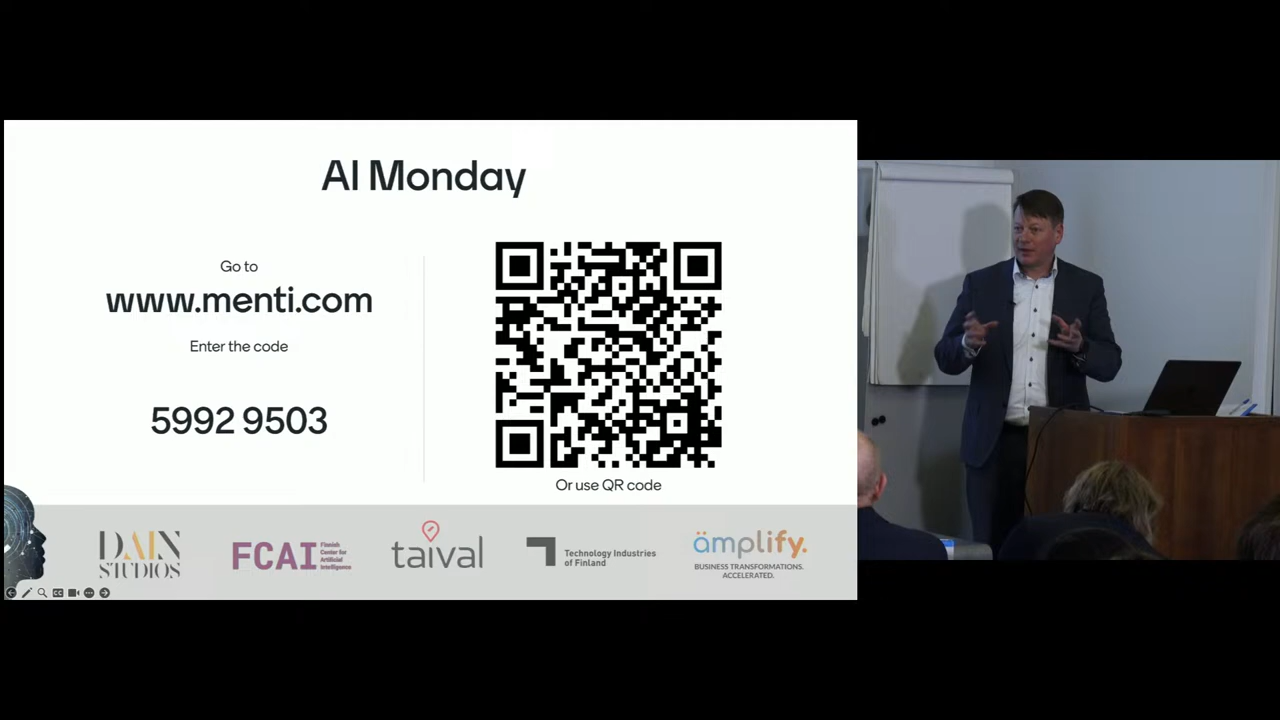 AI Monday
Go to
www.menti.com
Enter the code
5992 9503
Or use QR code
DAIN
STUDIOS
FCAI
Finnish
Center for
Artificial
Intelligence
taival
Technology Industries
of Finland
ämplify.
BUSINESS TRANSFORMATIONS.
ACCELERATED.